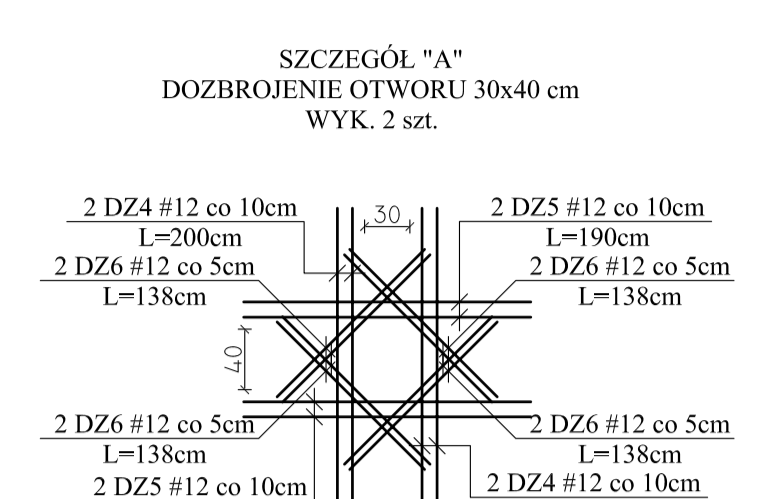 SZCZEGÓŁ "A"
DOZBROJENIE OTWORU 30x40 cm
WYK. 2 szt.
2 DZ4 #12 co 10cm
L=200cm
30
2 DZ5 #12 co 10cm
L=190cm
2 DZ6 #12 co 5cm
L=138cm
2 DZ6 #12 co 5cm
L=138cm
40
2 DZ6 #12 co 5cm
L=138cm
2 DZ6 #12 co 5cm
L=138cm
2 DZ5 #12 co 10cm
2 DZ4 #12 co 10cm